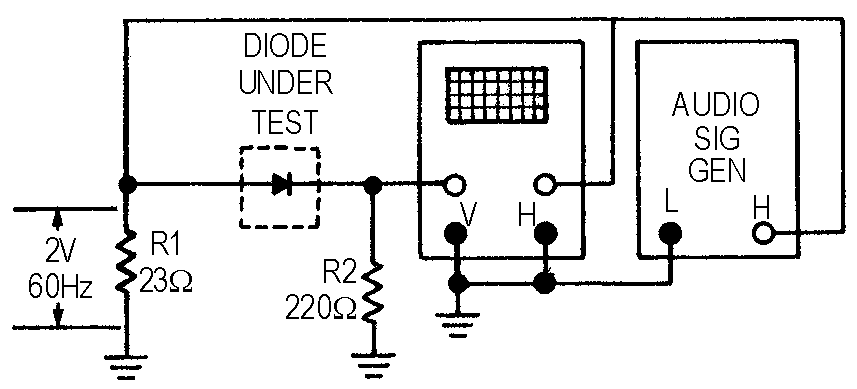 DIODE
UNDER
TEST
AUDIO
SIG
GEN
V
H
L
H
2V
60Hz
R1
23Ω
R2
220Ω